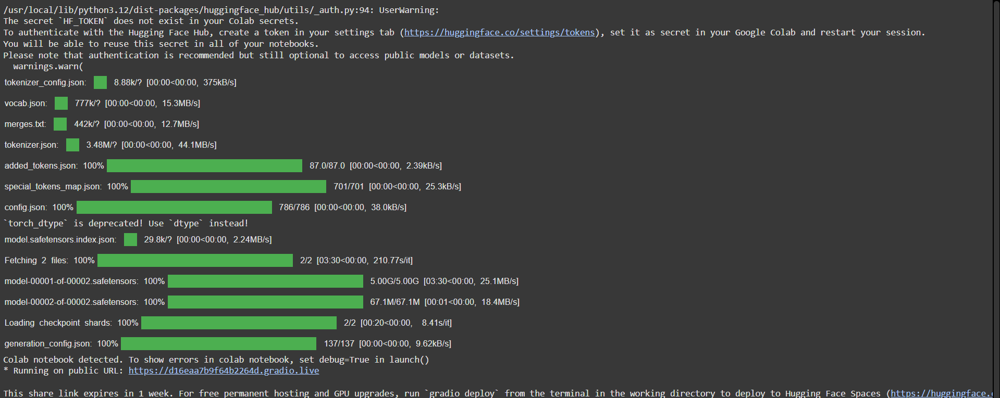 /usr/local/lib/python3.12/dist-packages/huggingface_hub/utils/_auth.py:94: UserWarning:
The secret `HF_TOKEN` does not exist in your Colab secrets.
To authenticate with the Hugging Face Hub, create a token in your settings tab (https://huggingface.co/settings/tokens), set it as secret in your Google Colab and restart your session.
You will be able to reuse this secret in all of your notebooks.
Please note that authentication is recommended but still optional to access public models or datasets.
  warnings.warn(
tokenizer_config.json: 8.88k/? [00:00<00:00, 375kB/s]
vocab.json: 777k/? [00:00<00:00, 15.3MB/s]
merges.txt: 442k/? [00:00<00:00, 12.7MB/s]
tokenizer.json: 3.48M/? [00:00<00:00, 44.1MB/s]
added_tokens.json: 100% 87.0/87.0 [00:00<00:00, 2.39kB/s]
special_tokens_map.json: 100% 701/701 [00:00<00:00, 25.3kB/s]
config.json: 100% 786/786 [00:00<00:00, 38.0kB/s]
`torch_dtype` is deprecated! Use `dtype` instead!
model.safetensors.index.json: 29.8k/? [00:00<00:00, 2.24MB/s]
Fetching 2 files: 100% 2/2 [03:30<00:00, 210.77s/it]
model-00001-of-00002.safetensors: 100% 5.00G/5.00G [03:30<00:00, 25.1MB/s]
model-00002-of-00002.safetensors: 100% 67.1M/67.1M [00:01<00:00, 18.4MB/s]
Loading checkpoint shards: 100% 2/2 [00:20<00:00, 8.41s/it]
generation_config.json: 100% 137/137 [00:00<00:00, 9.62kB/s]
Colab notebook detected. To show errors in colab notebook, set debug=True in launch()
* Running on public URL: https://d16eaa7b9f64b2264d.gradio.live
This share link expires in 1 week. For free permanent hosting and GPU upgrades, run `gradio deploy` from the terminal in the working directory to deploy to Hugging Face Spaces (https://huggingface.